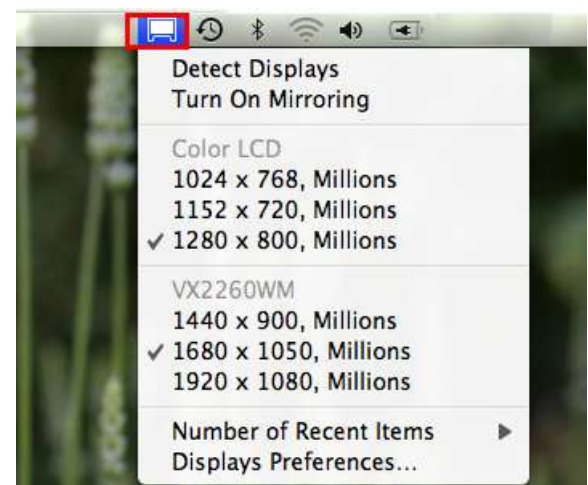 Detect Displays
Turn On Mirroring
Color LCD
1024 x 768, Millions
1152 x 720, Millions
1280 x 800, Millions
VX2260WM
1440 x 900, Millions
1680 x 1050, Millions
1920 x 1080, Millions
Number of Recent Items
Displays Preferences...